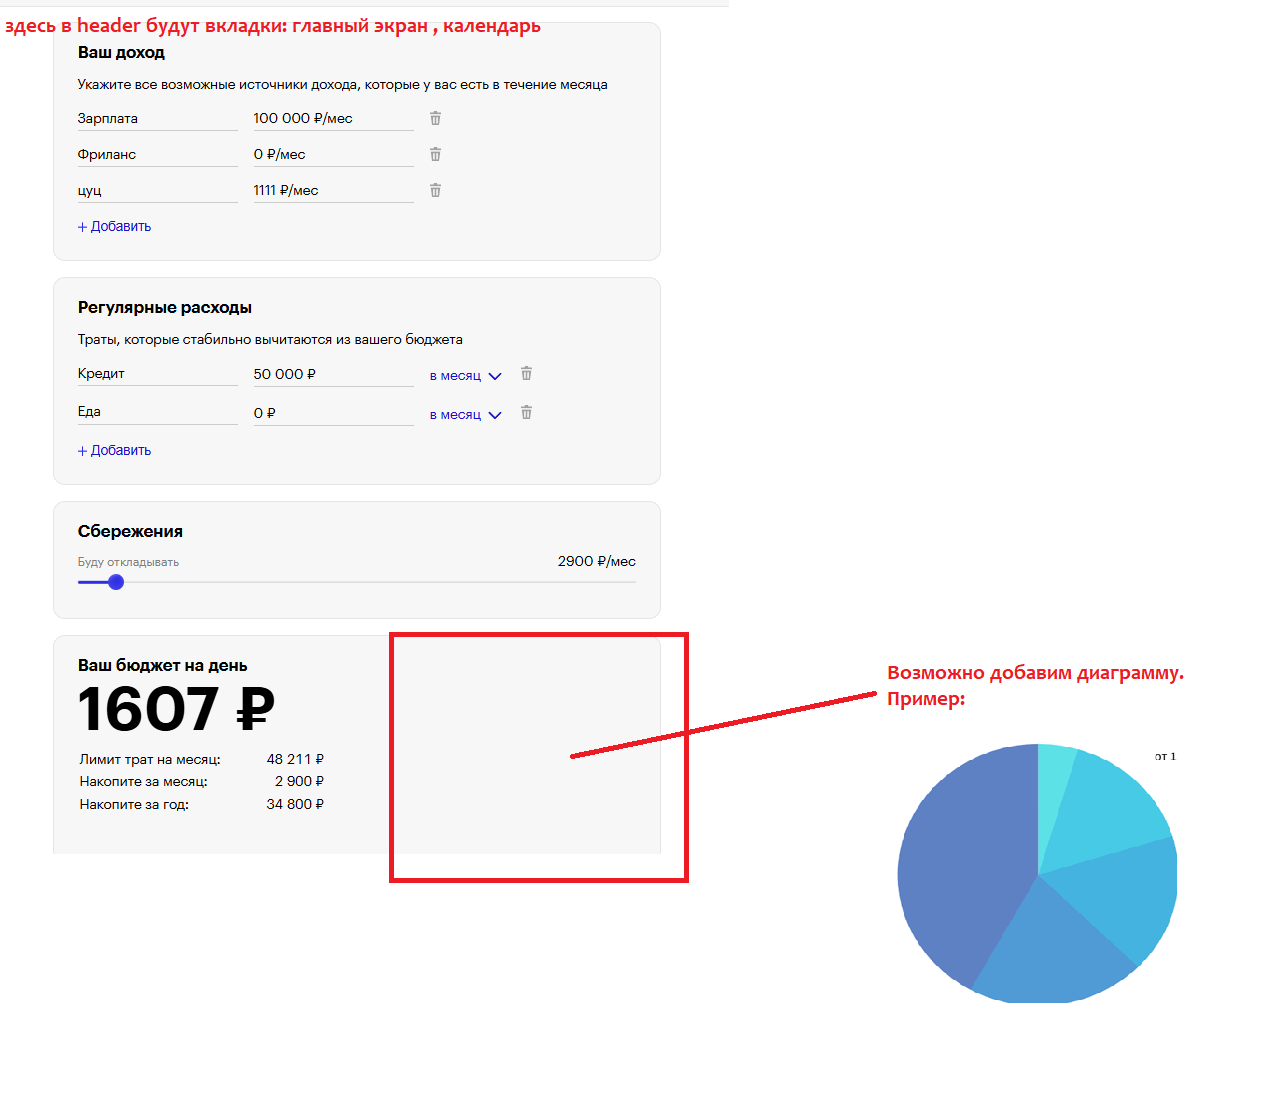 здесь в header будут вкладки: главный экран , календарь
Ваш доход
Укажите все возможные источники дохода, которые у вас есть в течение месяца
Зарплата 100 000 ₽/мес
Фриланс 0 ₽/мес
цуц 1111 ₽/мес
+ Добавить
Регулярные расходы
Траты, которые стабильно вычитаются из вашего бюджета
Кредит 50 000 ₽ в месяц
Еда 0 ₽ в месяц
+ Добавить
Сбережения
Буду откладывать 2900 ₽/мес
Ваш бюджет на день
1607 ₽
Лимит трат на месяц: 48 211 ₽
Накопите за месяц: 2 900 ₽
Накопите за год: 34 800 ₽
Возможно добавим диаграмму.
Пример:
от 1